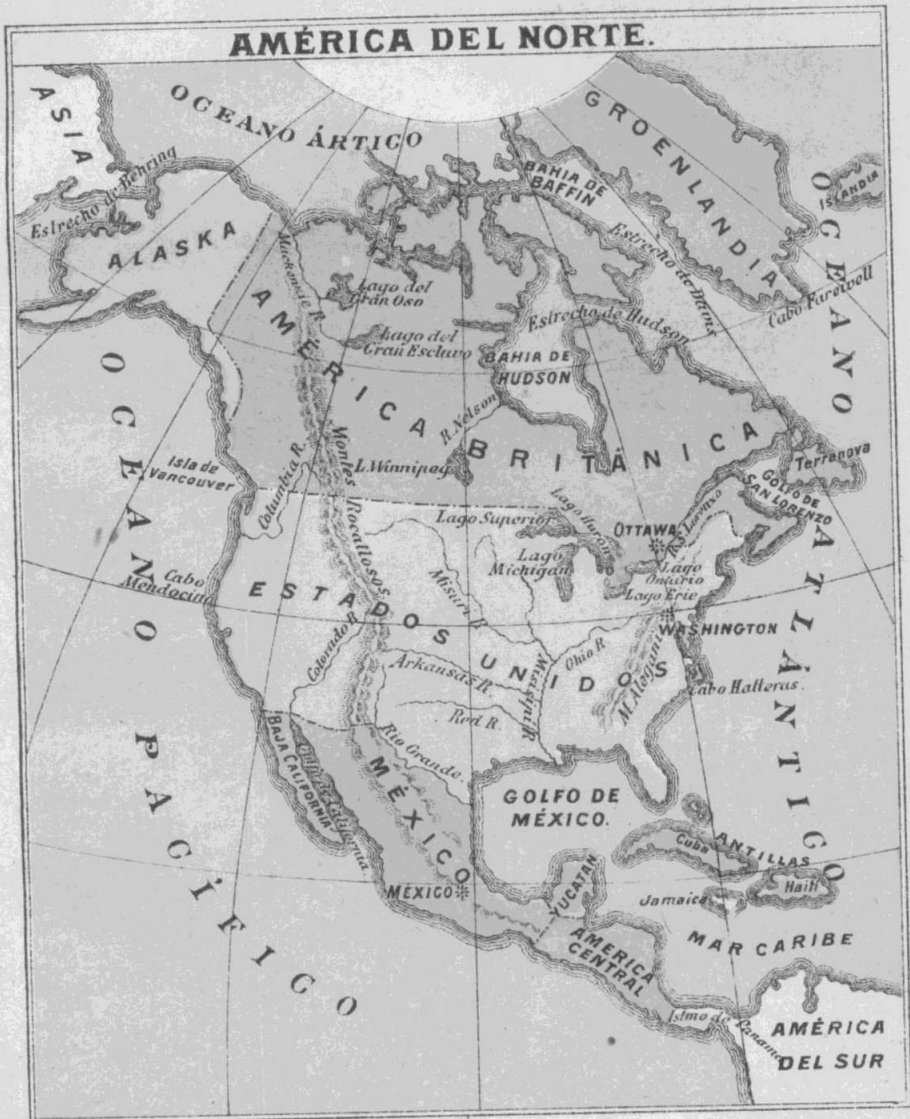 AMÉRICA DEL NORTE.
ASIA
OCEANO ÁRTICO
GROENLANDIA
ISLANDIA
Estrecho de Behring
ALASKA
BAHIA DE
BAFFIN
Estrecho de Davis
Cabo Farewell
Mackenzie R.
Lago del
Gran Oso
Lago del
Gran Esclavo
Estrecho de Hudson
BAHIA DE
HUDSON
AMÉRICA BRITÁNICA
R. Nelson
L. Winnipeg
Isla de
Vancouver
Columbia R.
Montes Rocallosos
Terranova
GOLFO DE
SAN LORENZO
R. S. Lorenzo
Lago Superior
Lago Huron
OTTAWA
Lago
Michigan
Lago
Ontario
Lago Erie
Cabo
Mendocino
ESTADOS UNIDOS
Misuri R.
WASHINGTON
Colorado R.
Arkansas R.
Ohio R
Misisipi R.
M. Alegani
Cabo Hatteras.
Red R.
Rio Grande.
BAJA CALIFORNIA
Golfo de California.
MÉXICO
GOLFO DE
MÉXICO.
Cuba
ANTILLAS
Haiti
Jamaica
MÉXICO
YUCATAN
AMERICA
CENTRAL
MAR CARIBE
Istmo de Panamá
AMÉRICA
DEL SUR
OCEANO PACÍFICO
OCEANO ATLÁNTICO